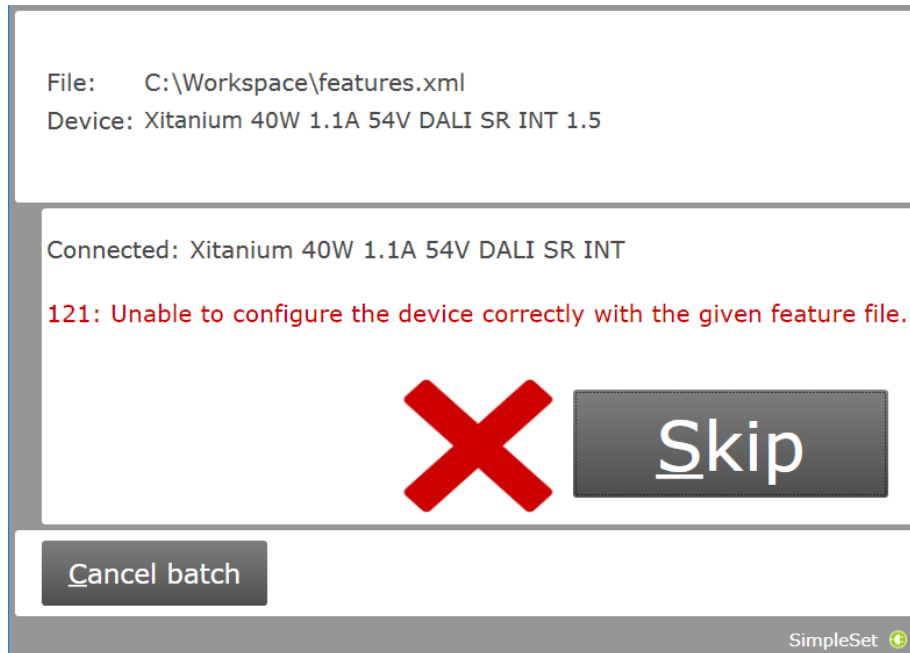 File: C:\Workspace\features.xml
Device: Xitanium 40W 1.1A 54V DALI SR INT 1.5
Connected: Xitanium 40W 1.1A 54V DALI SR INT
121: Unable to configure the device correctly with the given feature file.
Skip
Cancel batch
SimpleSet